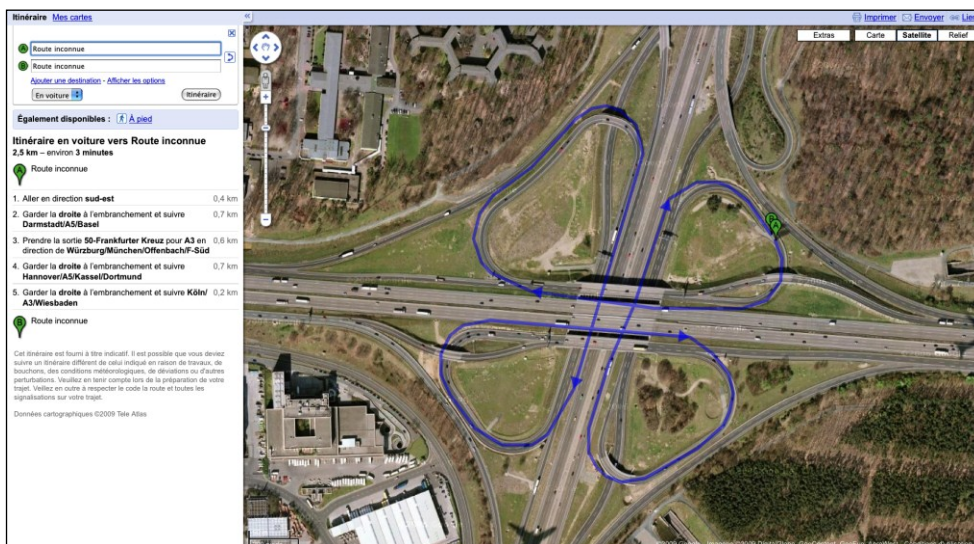 Itinéraire Mes cartes
«
Imprimer Envoyer Lie
A Route inconnue
B Route inconnue
Ajouter une destination - Afficher les options
En voiture Itinéraire
Extras Carte Satellite Relief
Également disponibles : À pied
Itinéraire en voiture vers Route inconnue
2,5 km – environ 3 minutes
A Route inconnue
1. Aller en direction sud-est 0,4 km
2. Garder la droite à l'embranchement et suivre 0,7 km
Darmstadt/A5/Basel
3. Prendre la sortie 50-Frankfurter Kreuz pour A3 en 0,6 km
direction de Würzburg/München/Offenbach/F-Süd
4. Garder la droite à l'embranchement et suivre 0,7 km
Hannover/A5/Kassel/Dortmund
5. Garder la droite à l'embranchement et suivre Köln/ 0,2 km
A3/Wiesbaden
B Route inconnue
Cet itinéraire est fourni à titre indicatif. Il est possible que vous deviez
suivre un itinéraire différent de celui indiqué en raison de travaux, de
bouchons, des conditions météorologiques, de déviations ou d'autres
perturbations. Veuillez en tenir compte lors de la préparation de votre
trajet. Veillez en outre à respecter le code la route et toutes les
signalisations sur votre trajet.
Données cartographiques ©2009 Tele Atlas
B
A